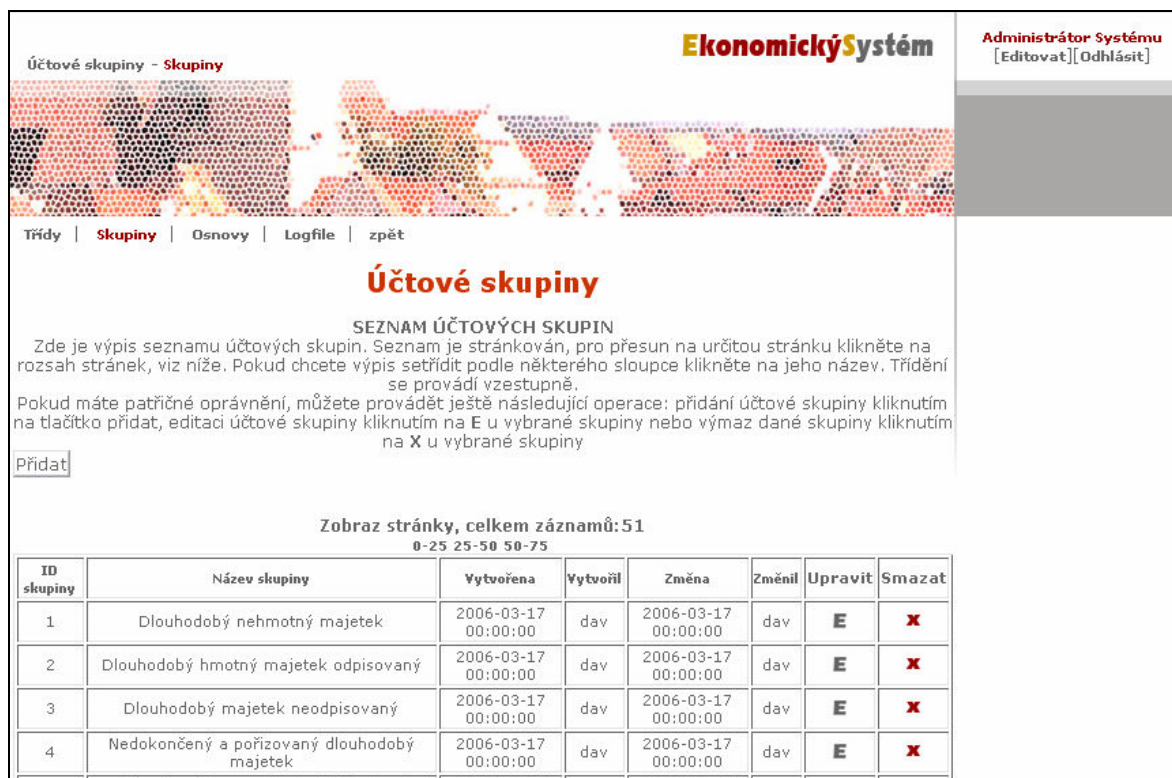 EkonomickýSystém
Administrátor Systému
[Editovat][Odhlásit]
Účtové skupiny - Skupiny
Třídy | Skupiny | Osnovy | Logfile | zpět
Účtové skupiny
SEZNAM ÚČTOVÝCH SKUPIN
Zde je výpis seznamu účtových skupin. Seznam je stránkován, pro přesun na určitou stránku klikněte na
rozsah stránek, viz níže. Pokud chcete výpis setřídit podle některého sloupce klikněte na jeho název. Třídění
se provádí vzestupně.
Pokud máte patřičné oprávnění, můžete provádět ještě následující operace: přidání účtové skupiny kliknutím
na tlačítko přidat, editaci účtové skupiny kliknutím na E u vybrané skupiny nebo výmaz dané skupiny kliknutím
na X u vybrané skupiny
Přidat
Zobraz stránky, celkem záznamů:51
0-25 25-50 50-75
ID skupiny Název skupiny Vytvořena Vytvořil Změna Změnil Upravit Smazat
1 Dlouhodobý nehmotný majetek 2006-03-17 00:00:00 dav 2006-03-17 00:00:00 dav E X
2 Dlouhodobý hmotný majetek odpisovaný 2006-03-17 00:00:00 dav 2006-03-17 00:00:00 dav E X
3 Dlouhodobý majetek neodpisovaný 2006-03-17 00:00:00 dav 2006-03-17 00:00:00 dav E X
4 Nedokončený a pořizovaný dlouhodobý majetek 2006-03-17 00:00:00 dav 2006-03-17 00:00:00 dav E X